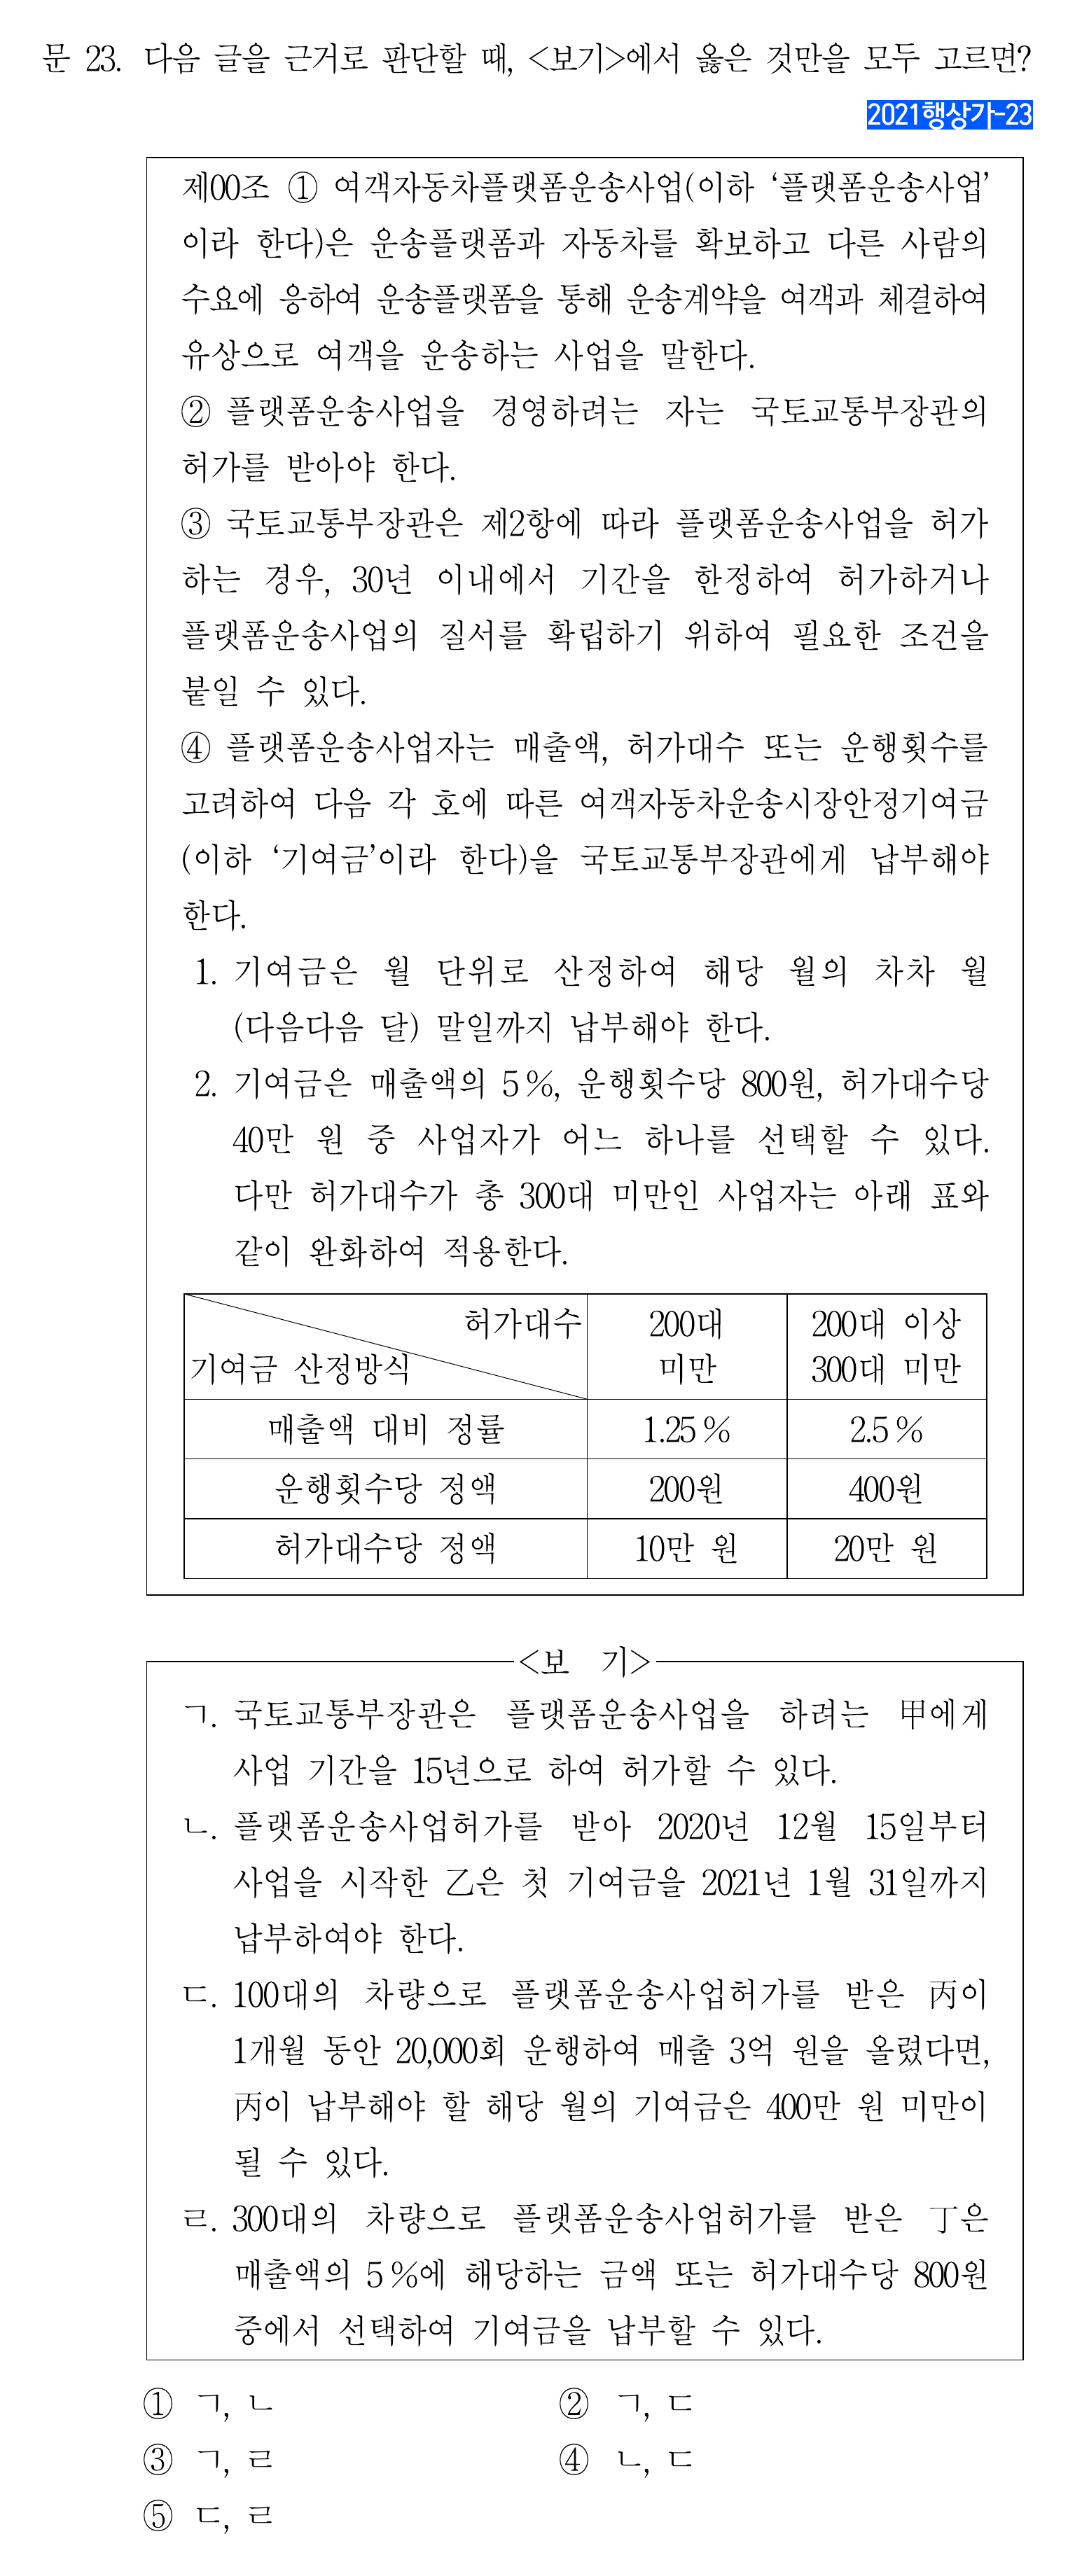 문 23. 다음 글을 근거로 판단할 때, <보기>에서 옳은 것만을 모두 고르면?
2021행상가-23
제00조 ① 여객자동차플랫폼운송사업(이하 ‘플랫폼운송사업’
이라 한다)은 운송플랫폼과 자동차를 확보하고 다른 사람의
수요에 응하여 운송플랫폼을 통해 운송계약을 여객과 체결하여
유상으로 여객을 운송하는 사업을 말한다.
② 플랫폼운송사업을 경영하려는 자는 국토교통부장관의
허가를 받아야 한다.
③ 국토교통부장관은 제2항에 따라 플랫폼운송사업을 허가
하는 경우, 30년 이내에서 기간을 한정하여 허가하거나
플랫폼운송사업의 질서를 확립하기 위하여 필요한 조건을
붙일 수 있다.
④ 플랫폼운송사업자는 매출액, 허가대수 또는 운행횟수를
고려하여 다음 각 호에 따른 여객자동차운송시장안정기여금
(이하 ‘기여금’이라 한다)을 국토교통부장관에게 납부해야
한다.
1. 기여금은 월 단위로 산정하여 해당 월의 차차 월
(다음다음 달) 말일까지 납부해야 한다.
2. 기여금은 매출액의 5%, 운행횟수당 800원, 허가대수당
40만 원 중 사업자가 어느 하나를 선택할 수 있다.
다만 허가대수가 총 300대 미만인 사업자는 아래 표와
같이 완화하여 적용한다.
허가대수
기여금 산정방식
200대
미만
200대 이상
300대 미만
매출액 대비 정률 1.25% 2.5%
운행횟수당 정액 200원 400원
허가대수당 정액 10만 원 20만 원
<보 기>
ㄱ. 국토교통부장관은 플랫폼운송사업을 하려는 甲에게
사업 기간을 15년으로 하여 허가할 수 있다.
ㄴ. 플랫폼운송사업허가를 받아 2020년 12월 15일부터
사업을 시작한 乙은 첫 기여금을 2021년 1월 31일까지
납부하여야 한다.
ㄷ. 100대의 차량으로 플랫폼운송사업허가를 받은 丙이
1개월 동안 20,000회 운행하여 매출 3억 원을 올렸다면,
丙이 납부해야 할 해당 월의 기여금은 400만 원 미만이
될 수 있다.
ㄹ. 300대의 차량으로 플랫폼운송사업허가를 받은 丁은
매출액의 5%에 해당하는 금액 또는 허가대수당 800원
중에서 선택하여 기여금을 납부할 수 있다.
① ㄱ, ㄴ ② ㄱ, ㄷ
③ ㄱ, ㄹ ④ ㄴ, ㄷ
⑤ ㄷ, ㄹ